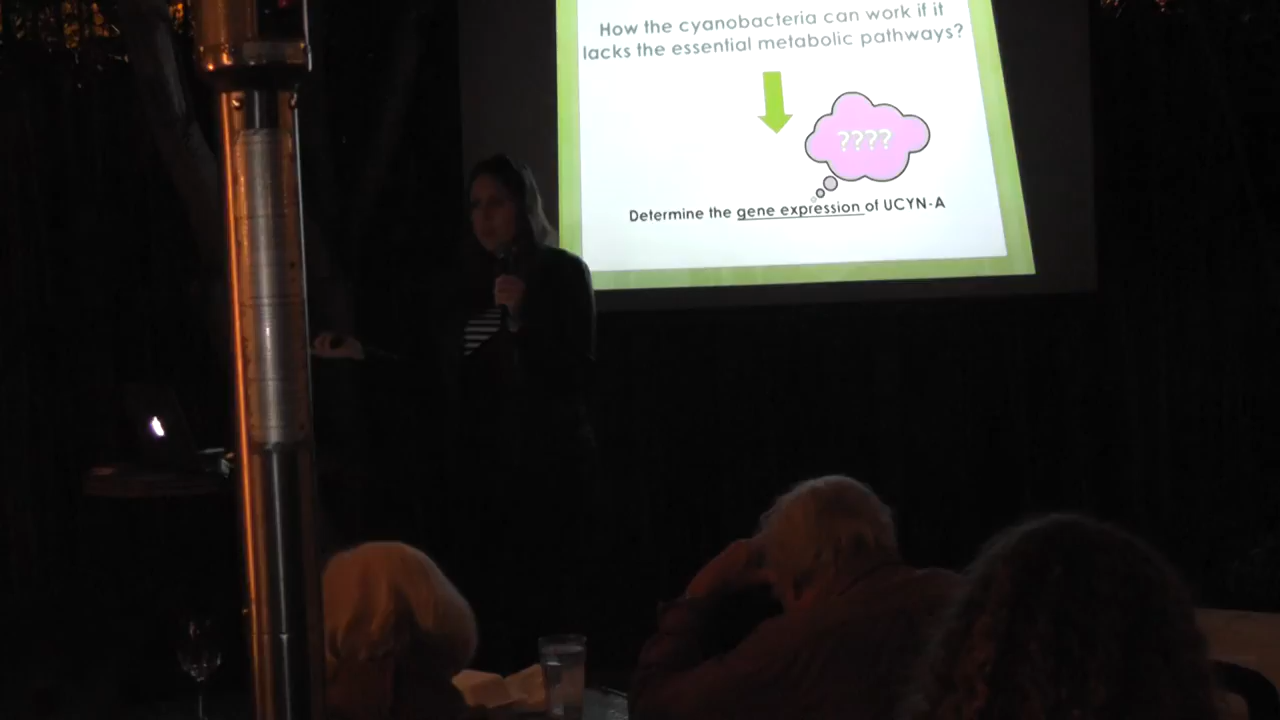 How the cyanobacteria can work if it
lacks the essential metabolic pathways?
????
Determine the gene expression of UCYN-A